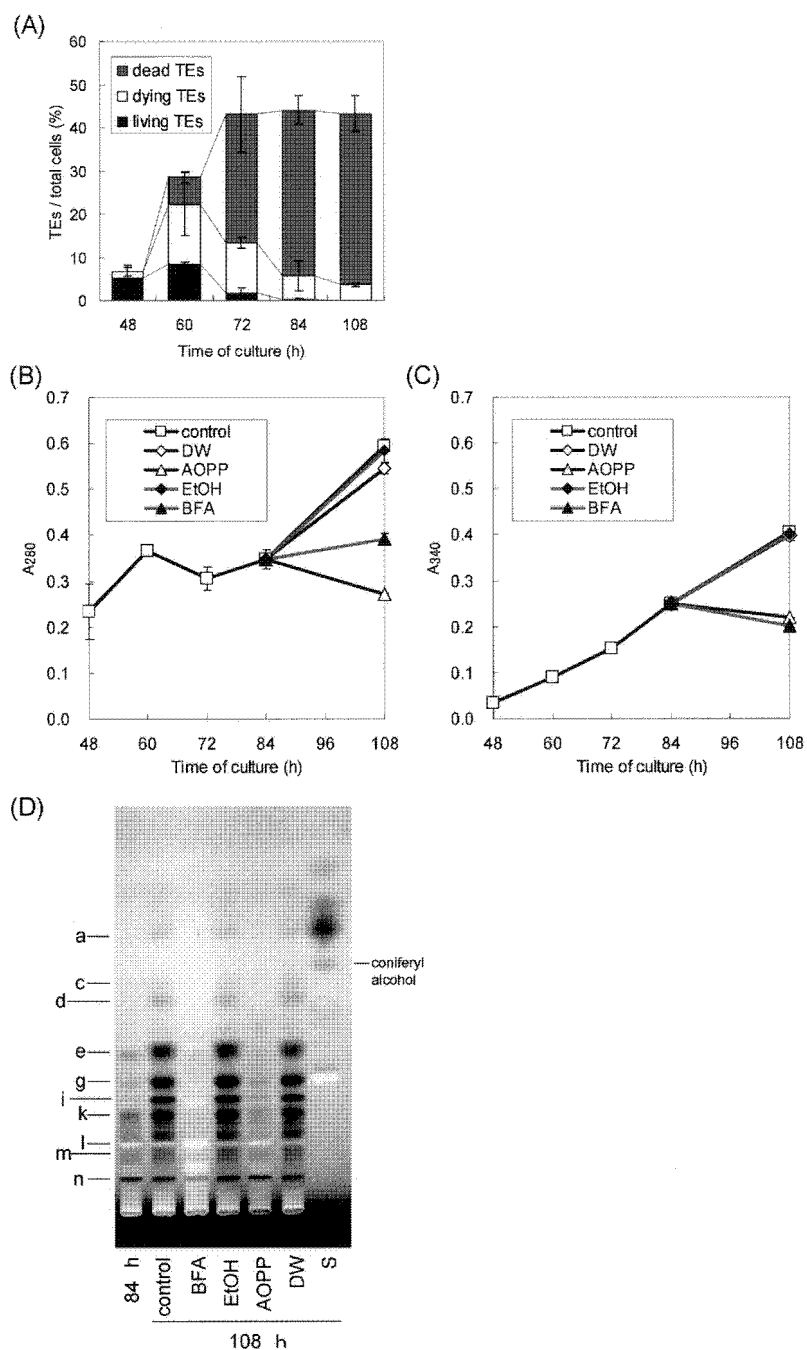 (A)
60
50
40
30
20
10
0
TEs / total cells (%)
dead TEs
dying TEs
living TEs
48 60 72 84 108
Time of culture (h)
(B)
0.7
0.6
0.5
0.4
0.3
0.2
0.1
0.0
A280
control
DW
AOPP
EtOH
BFA
48 60 72 84 96 108
Time of culture (h)
(C)
0.7
0.6
0.5
0.4
0.3
0.2
0.1
0.0
A340
control
DW
AOPP
EtOH
BFA
48 60 72 84 96 108
Time of culture (h)
(D)
a
coniferyl
alcohol
c
d
e
g
i
k
l
m
n
84 h control BFA EtOH AOPP DW S
108 h